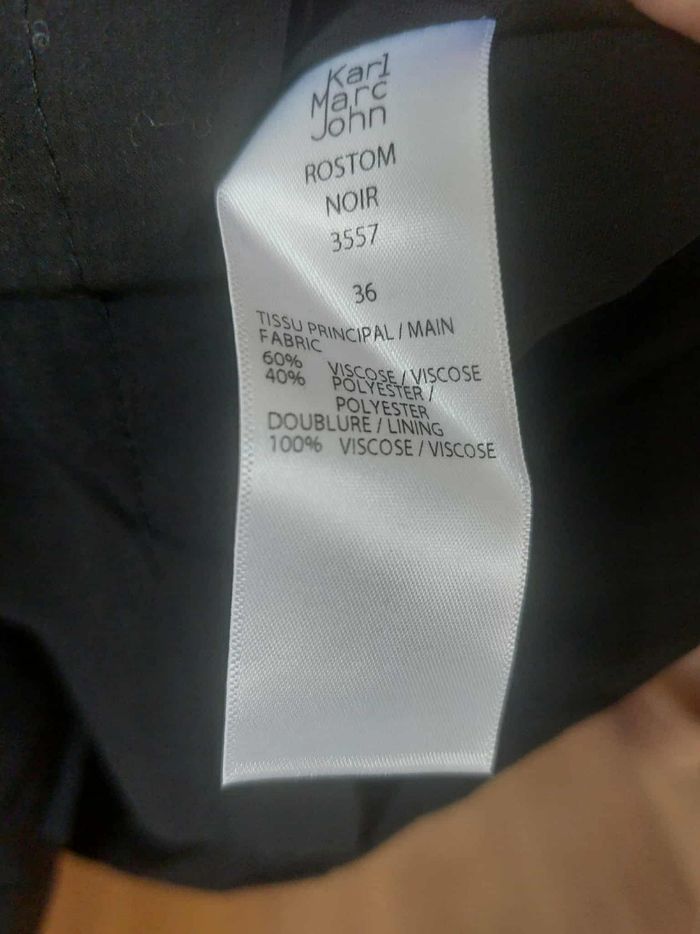 Karl
Marc
John
ROSTOM
NOIR
3557
36
TISSU PRINCIPAL / MAIN
FABRIC
60% VISCOSE / VISCOSE
40% POLYESTER /
POLYESTER
DOUBLURE / LINING
100% VISCOSE / VISCOSE